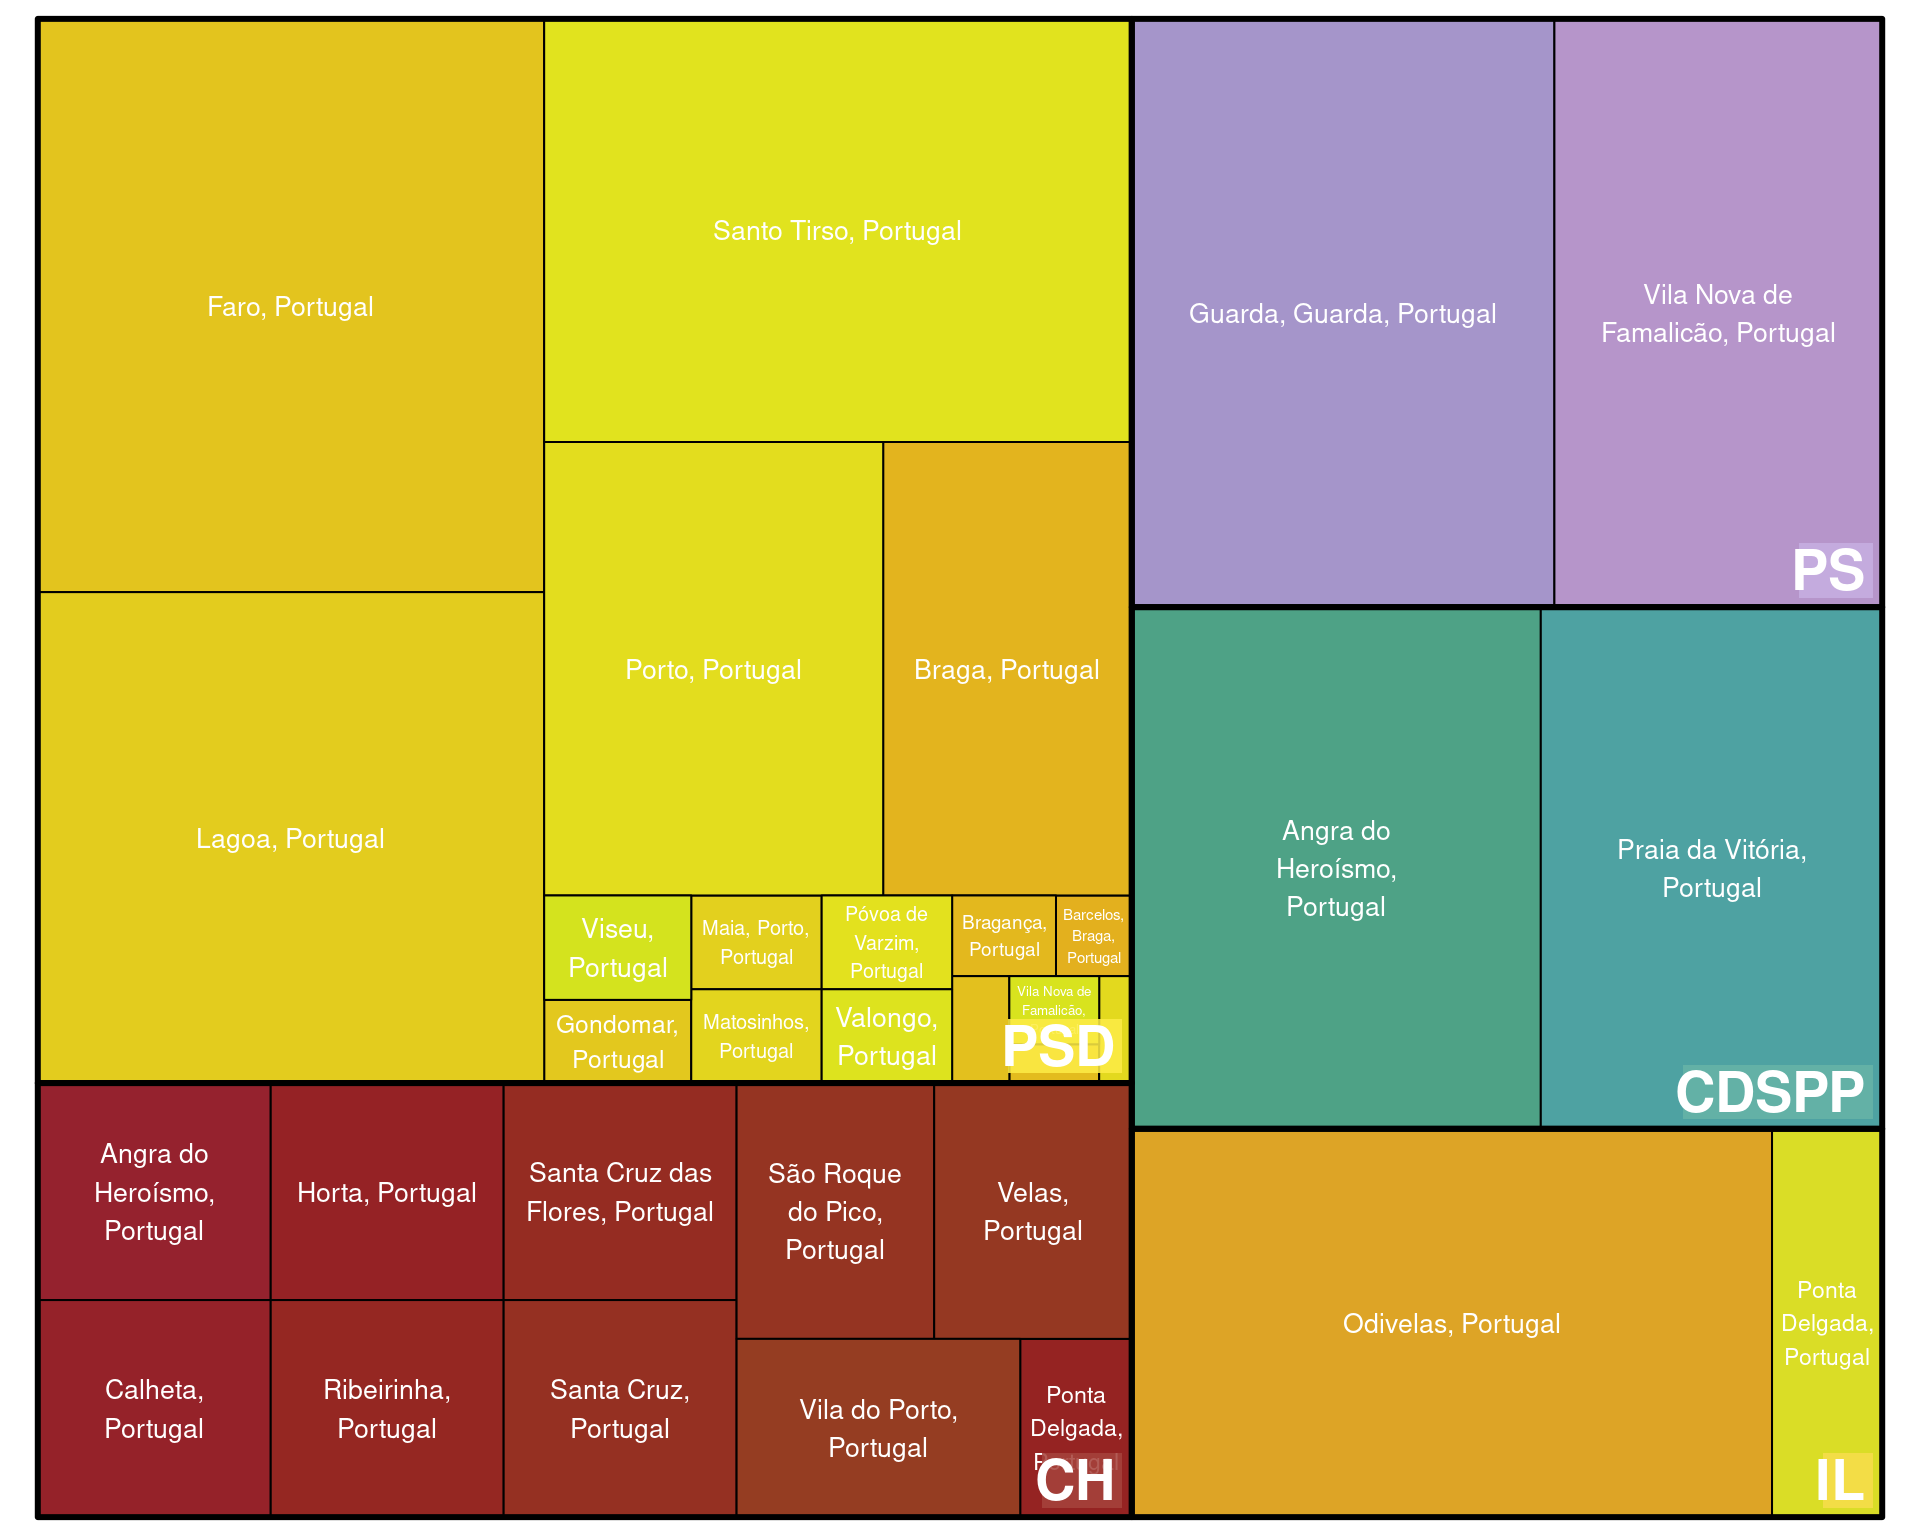 Faro, Portugal
Santo Tirso, Portugal
Lagoa, Portugal
Porto, Portugal
Braga, Portugal
Viseu,
Portugal
Gondomar,
Portugal
Maia, Porto,
Portugal
Matosinhos,
Portugal
Póvoa de
Varzim,
Portugal
Valongo,
Portugal
Bragança,
Portugal
Barcelos,
Braga,
Portugal
Vila Nova de
Famalicão,
PSD
Guarda, Guarda, Portugal
Vila Nova de
Famalicão, Portugal
PS
Angra do
Heroísmo,
Portugal
Praia da Vitória,
Portugal
CDSPP
Angra do
Heroísmo,
Portugal
Horta, Portugal
Santa Cruz das
Flores, Portugal
São Roque
do Pico,
Portugal
Velas,
Portugal
Calheta,
Portugal
Ribeirinha,
Portugal
Santa Cruz,
Portugal
Vila do Porto,
Portugal
Ponta
Delgada,
CH
Odivelas, Portugal
Ponta
Delgada,
Portugal
IL